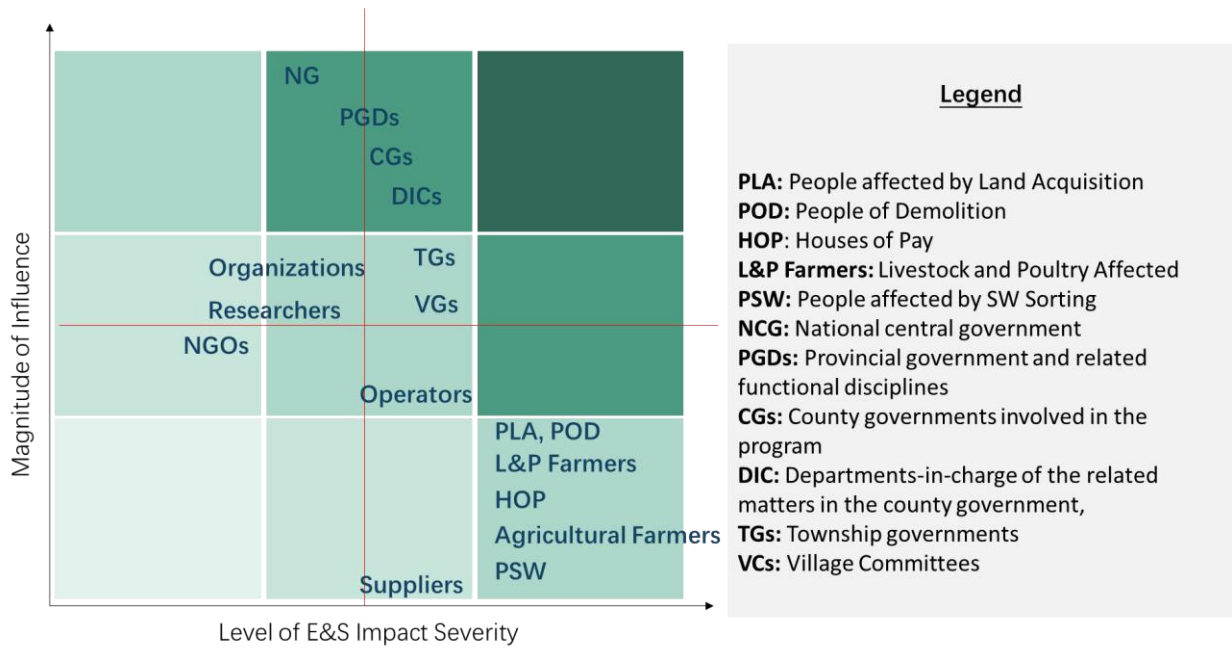 Magnitude of Influence
NG
PGDs
CGs
DICs
Organizations
TGs
Researchers
VGs
NGOs
Operators
PLA, POD
L&P Farmers
HOP
Agricultural Farmers
PSW
Suppliers
Level of E&S Impact Severity
Legend
PLA: People affected by Land Acquisition
POD: People of Demolition
HOP: Houses of Pay
L&P Farmers: Livestock and Poultry Affected
PSW: People affected by SW Sorting
NCG: National central government
PGDs: Provincial government and related
functional disciplines
CGs: County governments involved in the
program
DIC: Departments-in-charge of the related
matters in the county government,
TGs: Township governments
VCs: Village Committees